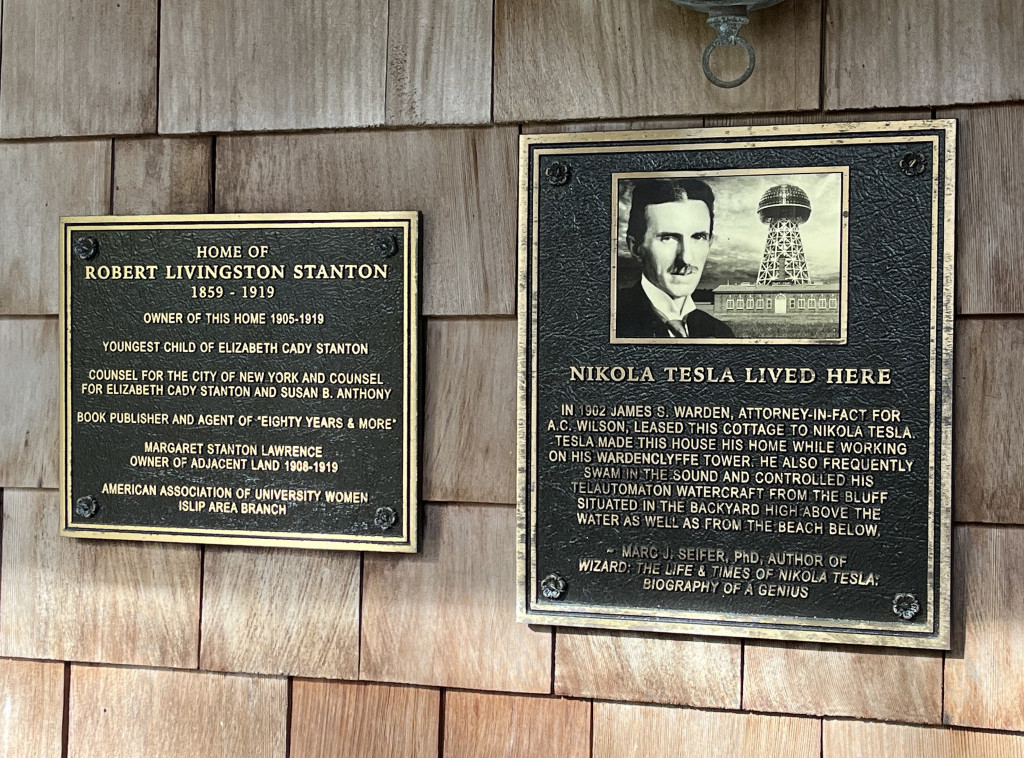 HOME OF
ROBERT LIVINGSTON STANTON
1859 - 1919
OWNER OF THIS HOME 1905-1919
YOUNGEST CHILD OF ELIZABETH CADY STANTON
COUNSEL FOR THE CITY OF NEW YORK AND COUNSEL
FOR ELIZABETH CADY STANTON AND SUSAN B. ANTHONY
BOOK PUBLISHER AND AGENT OF "EIGHTY YEARS & MORE"
MARGARET STANTON LAWRENCE
OWNER OF ADJACENT LAND 1908-1919
AMERICAN ASSOCIATION OF UNIVERSITY WOMEN
ISLIP AREA BRANCH
NIKOLA TESLA LIVED HERE
IN 1902 JAMES S. WARDEN, ATTORNEY-IN-FACT FOR
A.C. WILSON, LEASED THIS COTTAGE TO NIKOLA TESLA.
TESLA MADE THIS HOUSE HIS HOME WHILE WORKING
ON HIS WARDENCLYFFE TOWER. HE ALSO FREQUENTLY
SWAM IN THE SOUND AND CONTROLLED HIS
TELAUTOMATON WATERCRAFT FROM THE BLUFF
SITUATED IN THE BACKYARD HIGH ABOVE THE
WATER AS WELL AS FROM THE BEACH BELOW.
~ MARC J. SEIFER, PhD, AUTHOR OF
WIZARD: THE LIFE & TIMES OF NIKOLA TESLA:
BIOGRAPHY OF A GENIUS